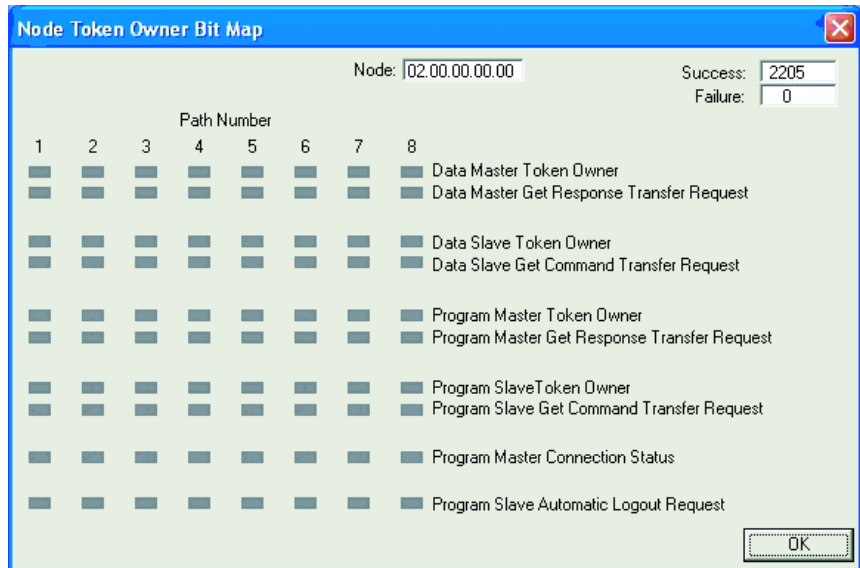 Node Token Owner Bit Map
Node: 02.00.00.00.00
Success: 2205
Failure: 0
Path Number
1 2 3 4 5 6 7 8
Data Master Token Owner
Data Master Get Response Transfer Request
Data Slave Token Owner
Data Slave Get Command Transfer Request
Program Master Token Owner
Program Master Get Response Transfer Request
Program SlaveToken Owner
Program Slave Get Command Transfer Request
Program Master Connection Status
Program Slave Automatic Logout Request
OK